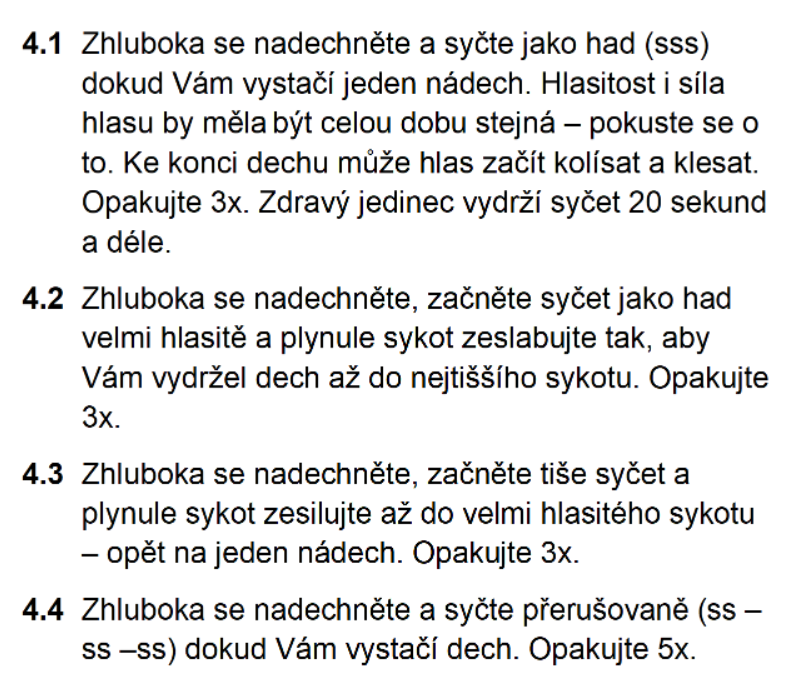 4.1 Zhluboka se nadechněte a syčte jako had (sss)
dokud Vám vystačí jeden nádech. Hlasitost i síla
hlasu by měla být celou dobu stejná – pokuste se o
to. Ke konci dechu může hlas začít kolísat a klesat.
Opakujte 3x. Zdravý jedinec vydrží syčet 20 sekund
a déle.
4.2 Zhluboka se nadechněte, začněte syčet jako had
velmi hlasitě a plynule sykot zeslabujte tak, aby
Vám vydržel dech až do nejtiššího sykotu. Opakujte
3x.
4.3 Zhluboka se nadechněte, začněte tiše syčet a
plynule sykot zesilujte až do velmi hlasitého sykotu
– opět na jeden nádech. Opakujte 3x.
4.4 Zhluboka se nadechněte a syčte přerušovaně (ss –
ss –ss) dokud Vám vystačí dech. Opakujte 5x.